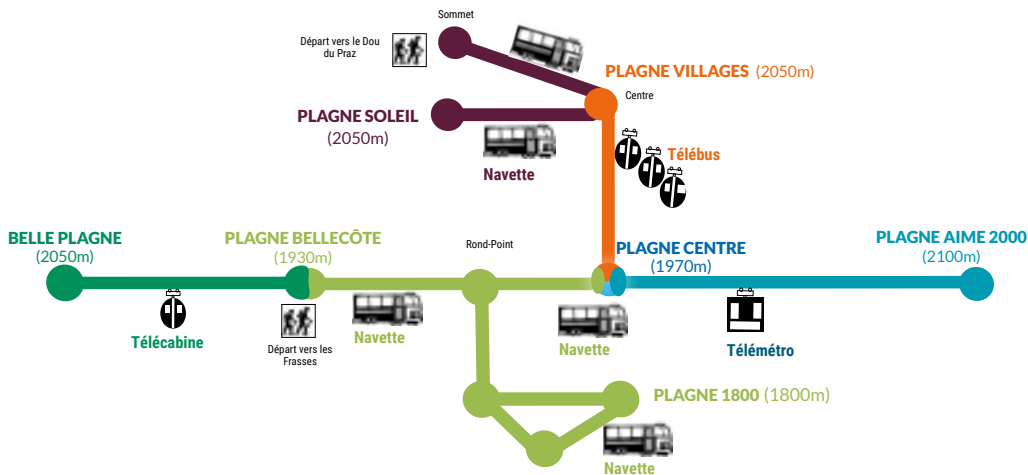 Sommet
Départ vers le Dou
du Praz
PLAGNE VILLAGES (2050m)
Centre
PLAGNE SOLEIL
(2050m)
Navette
Télébus
BELLE PLAGNE
(2050m)
PLAGNE BELLECÔTE
(1930m)
Rond-Point
PLAGNE CENTRE
(1970m)
PLAGNE AIME 2000
(2100m)
Télécabine
Départ vers les
Frasses
Navette
Navette
Télémétro
PLAGNE 1800 (1800m)
Navette